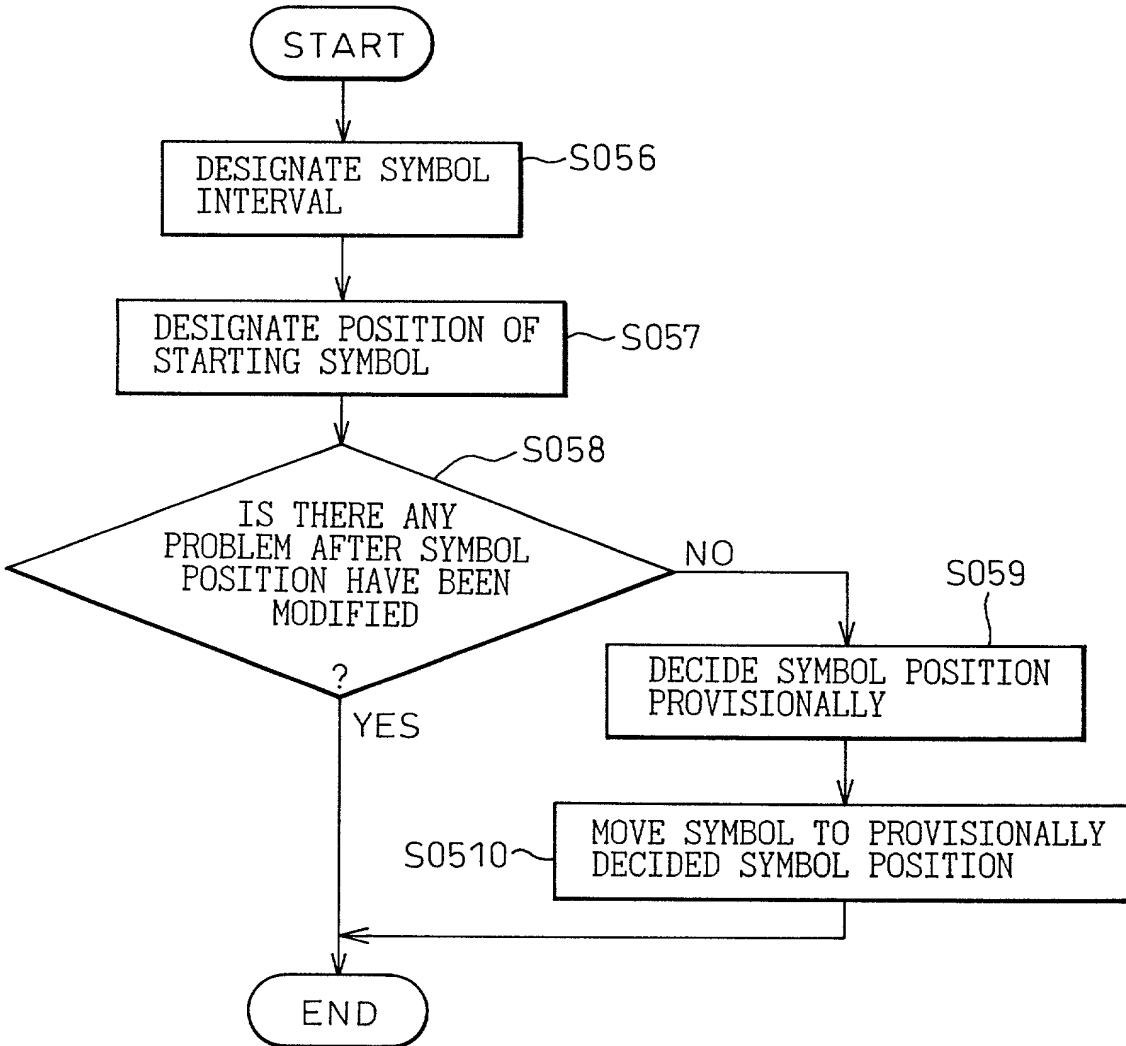 START
DESIGNATE SYMBOL
INTERVAL
S056
DESIGNATE POSITION OF
STARTING SYMBOL
S057
S058
IS THERE ANY
PROBLEM AFTER SYMBOL
POSITION HAVE BEEN
MODIFIED
?
NO
YES
S059
DECIDE SYMBOL POSITION
PROVISIONALLY
S0510
MOVE SYMBOL TO PROVISIONALLY
DECIDED SYMBOL POSITION
END